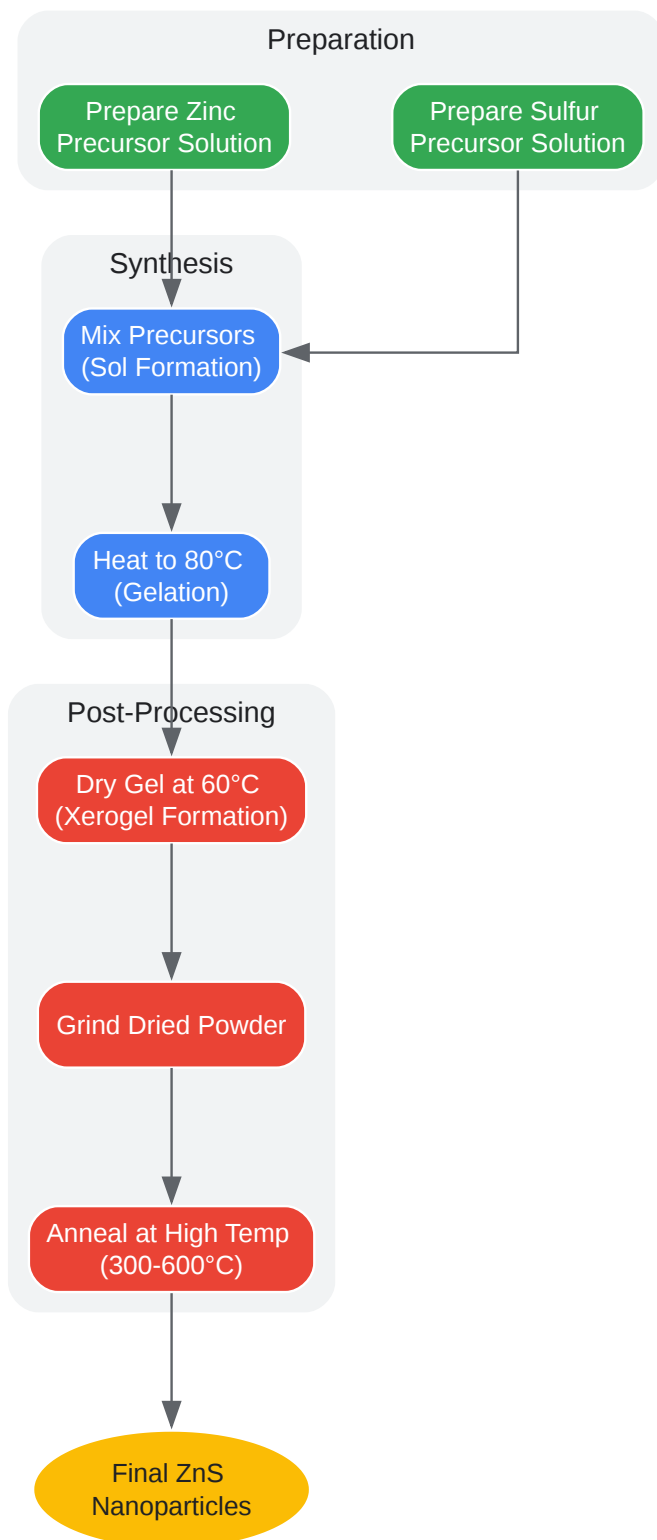 Preparation
Prepare Zinc
Precursor Solution
Prepare Sulfur
Precursor Solution
Synthesis
Mix Precursors
(Sol Formation)
Heat to 80°C
(Gelation)
Post-Processing
Dry Gel at 60°C
(Xerogel Formation)
Grind Dried Powder
Anneal at High Temp
(300-600°C)
Final ZnS
Nanoparticles